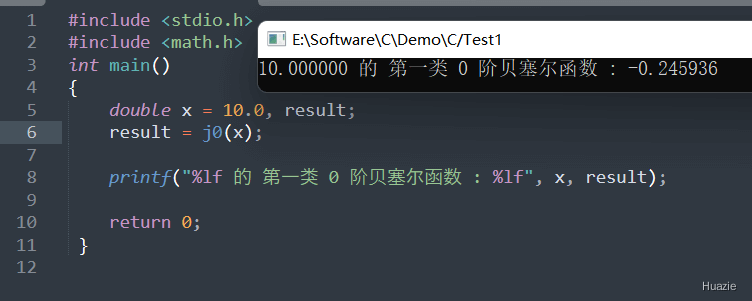 1 #include <stdio.h>
2 #include <math.h>
3 int main()
4 {
5 double x = 10.0, result;
6 result = j0(x);
7
8 printf("%lf 的 第一类 0 阶贝塞尔函数 : %lf", x, result);
9
10 return 0;
11 }
12
E:\Software\C\Demo\C/Test1
10.000000 的 第一类 0 阶贝塞尔函数 : -0.245936
Huazie